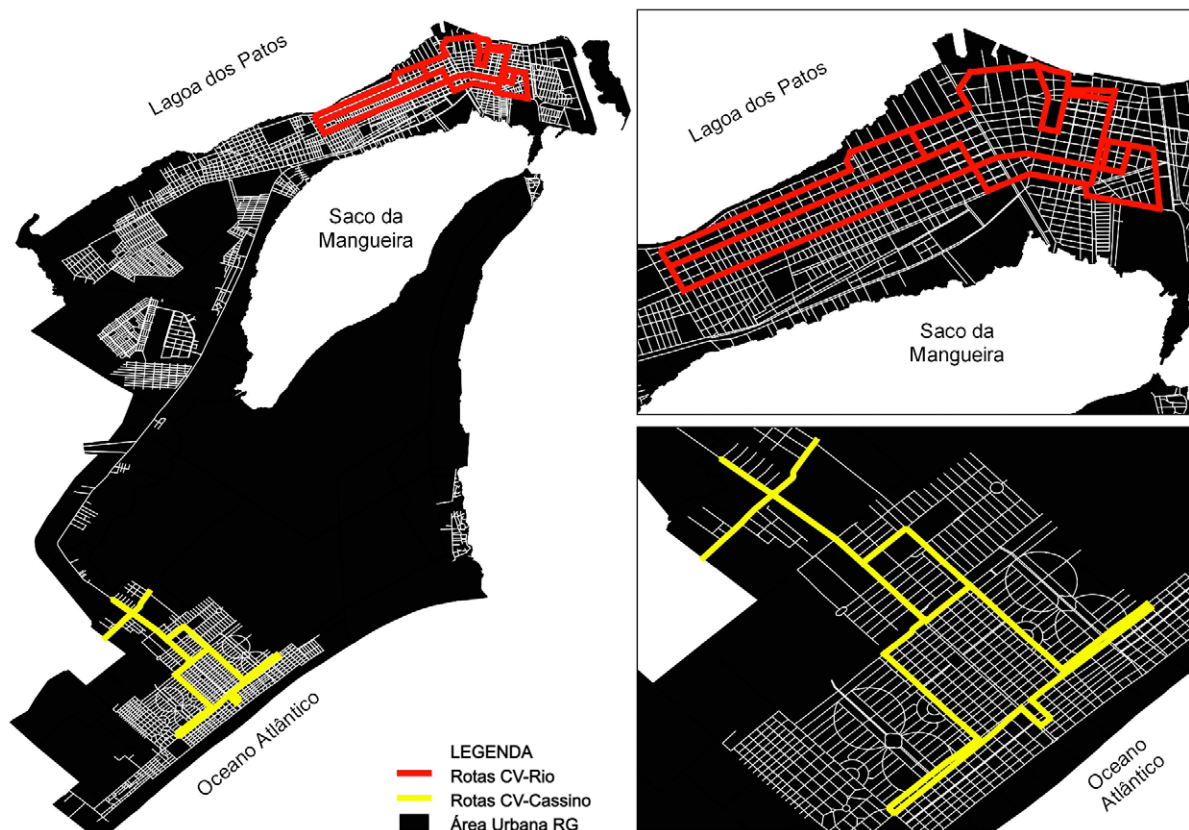 Lagoa dos Patos
Saco da
Mangueira
Oceano Atlântico
LEGENDA
Rotas CV-Rio
Rotas CV-Cassino
Área Urbana RG
Lagoa dos Patos
Saco da
Mangueira
Oceano
Atlântico